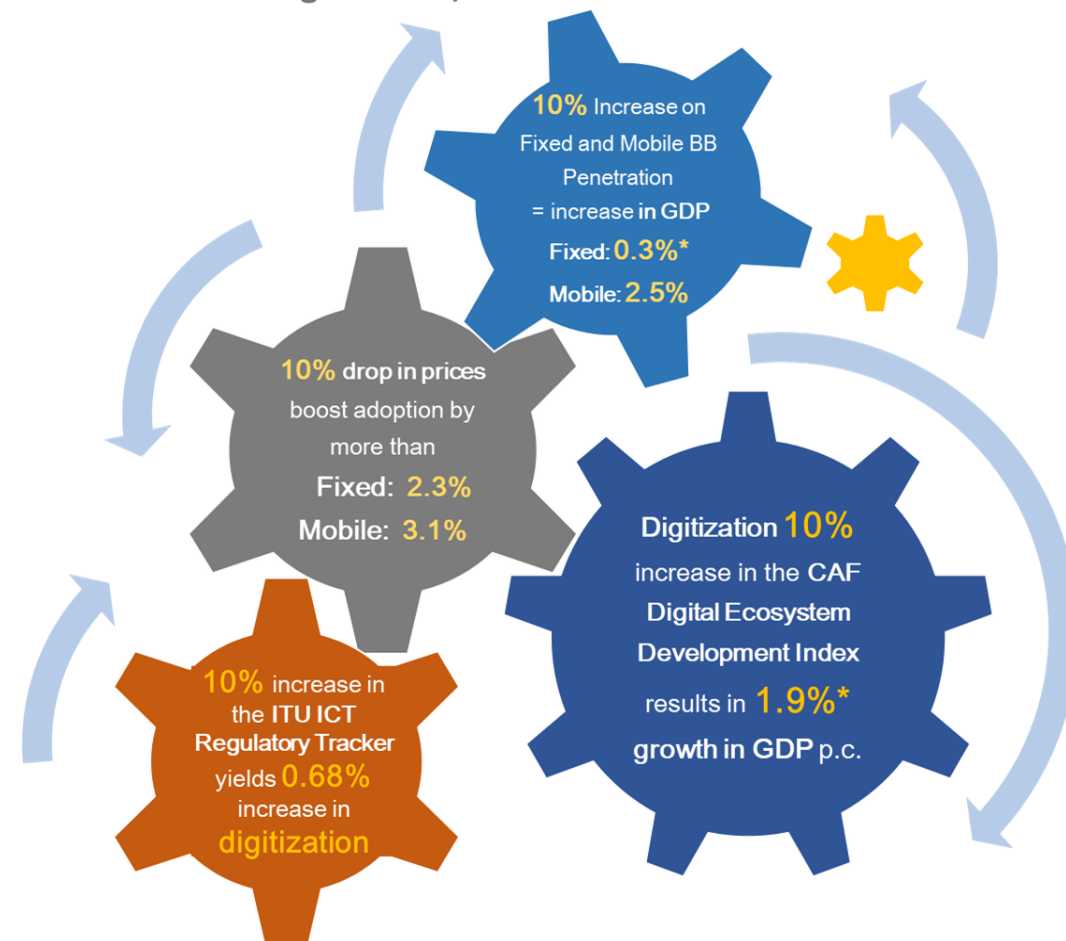 10% Increase on
Fixed and Mobile BB
Penetration
= increase in GDP
Fixed: 0.3%*
Mobile: 2.5%
10% drop in prices
boost adoption by
more than
Fixed: 2.3%
Mobile: 3.1%
Digitization 10%
increase in the CAF
Digital Ecosystem
Development Index
results in 1.9%*
growth in GDP p.c.
10% increase in
the ITU ICT
Regulatory Tracker
yields 0.68%
increase in
digitization